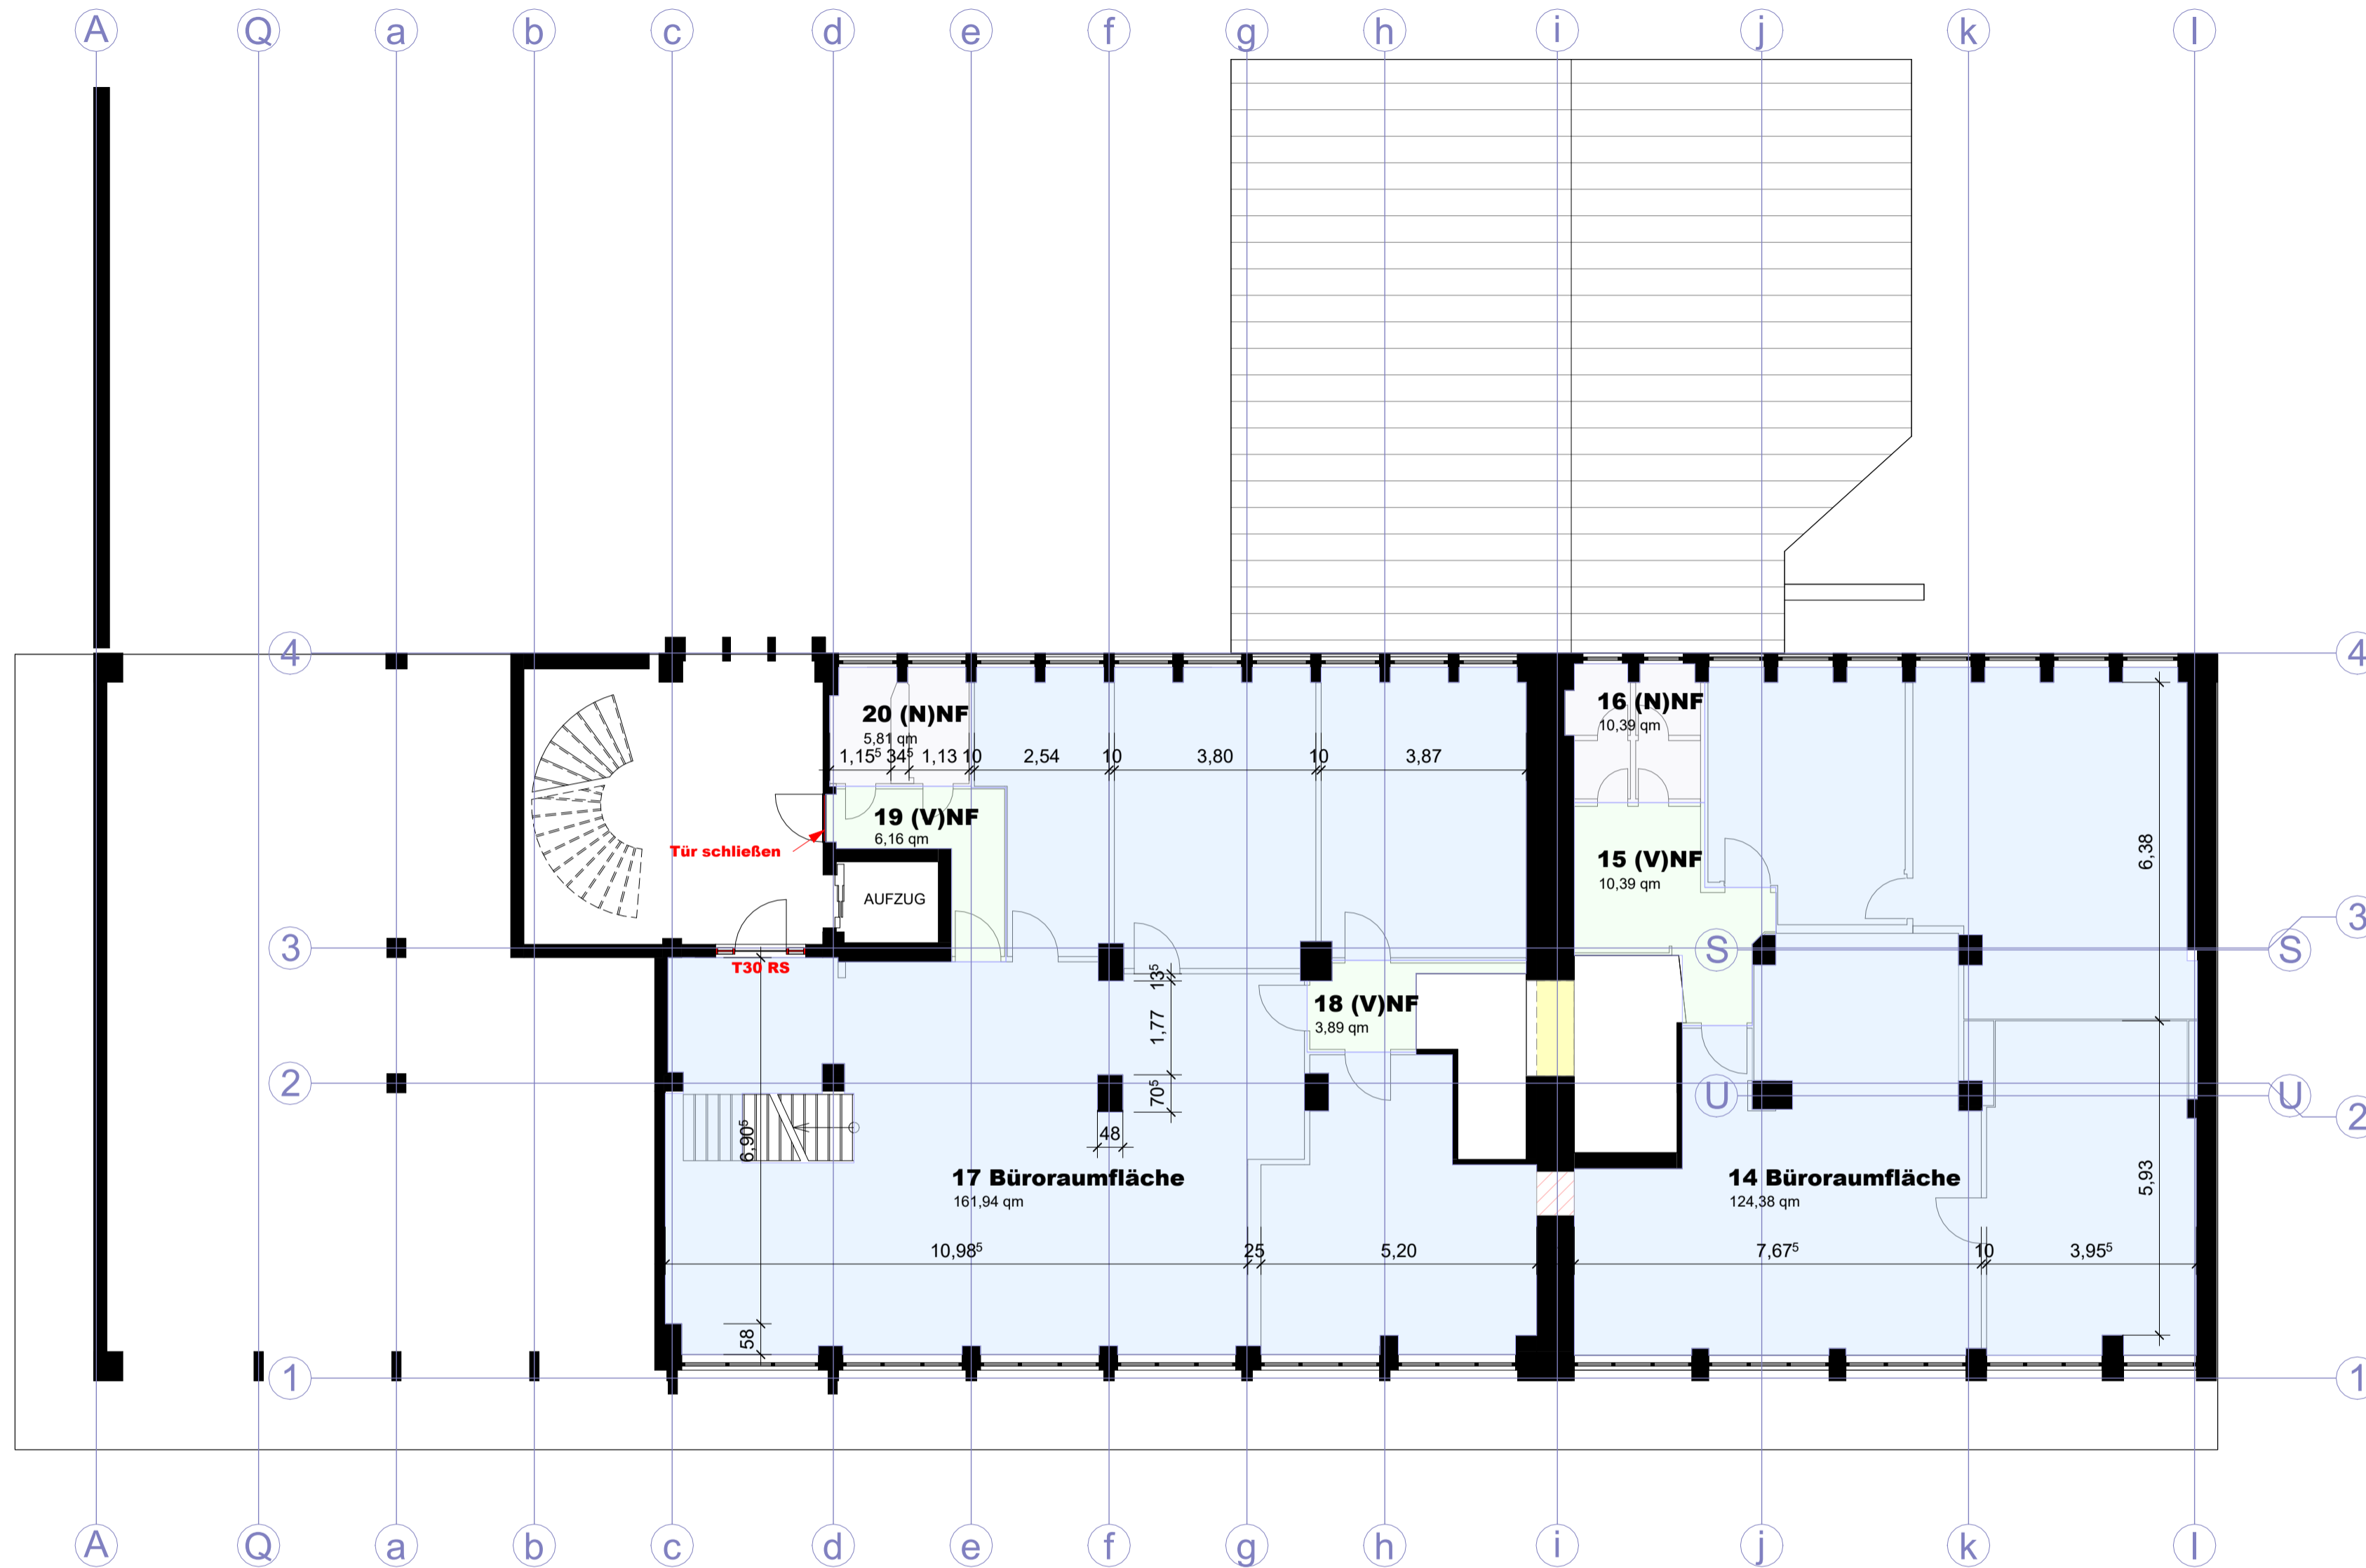 A Q a b c d e f g h i j k l
4 4
20 (N)NF
5,81 qm
16 (N)NF
10,39 qm
1,15⁵ 34⁵ 1,13 10 2,54 10 3,80 10 3,87
19 (V)NF
6,16 qm
Tür schließen
15 (V)NF
10,39 qm
6,38
AUFZUG
3 3
S S
T30 RS
13⁵
18 (V)NF
3,89 qm
1,77
2 2
70⁵
U U
48
6,90⁵
17 Büroraumfläche
161,94 qm
14 Büroraumfläche
124,38 qm
5,93
10,98⁵ 25 5,20 7,67⁵ 10 3,95⁵
58
1 1
A Q a b c d e f g h i j k l